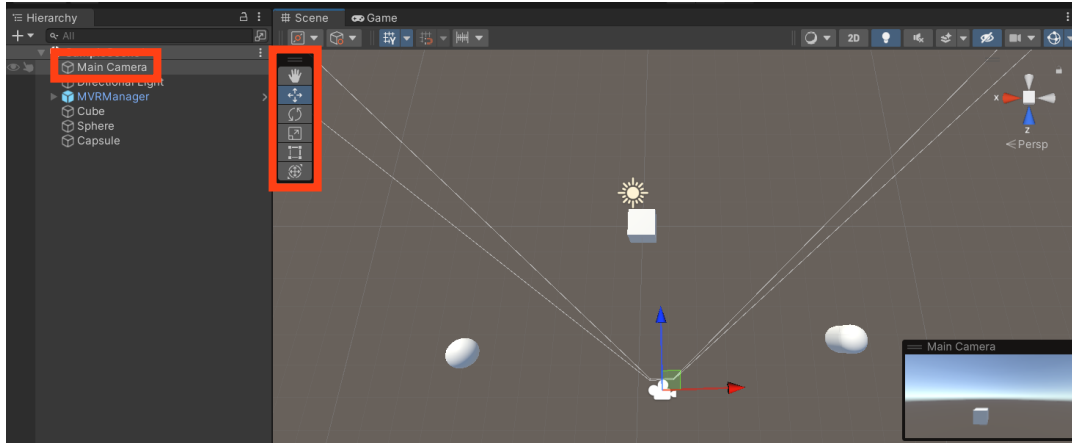 Hierarchy
All
Main Camera
Directional Light
MVRManager
Cube
Sphere
Capsule
Scene
Game
2D
x
z
Persp
Main Camera